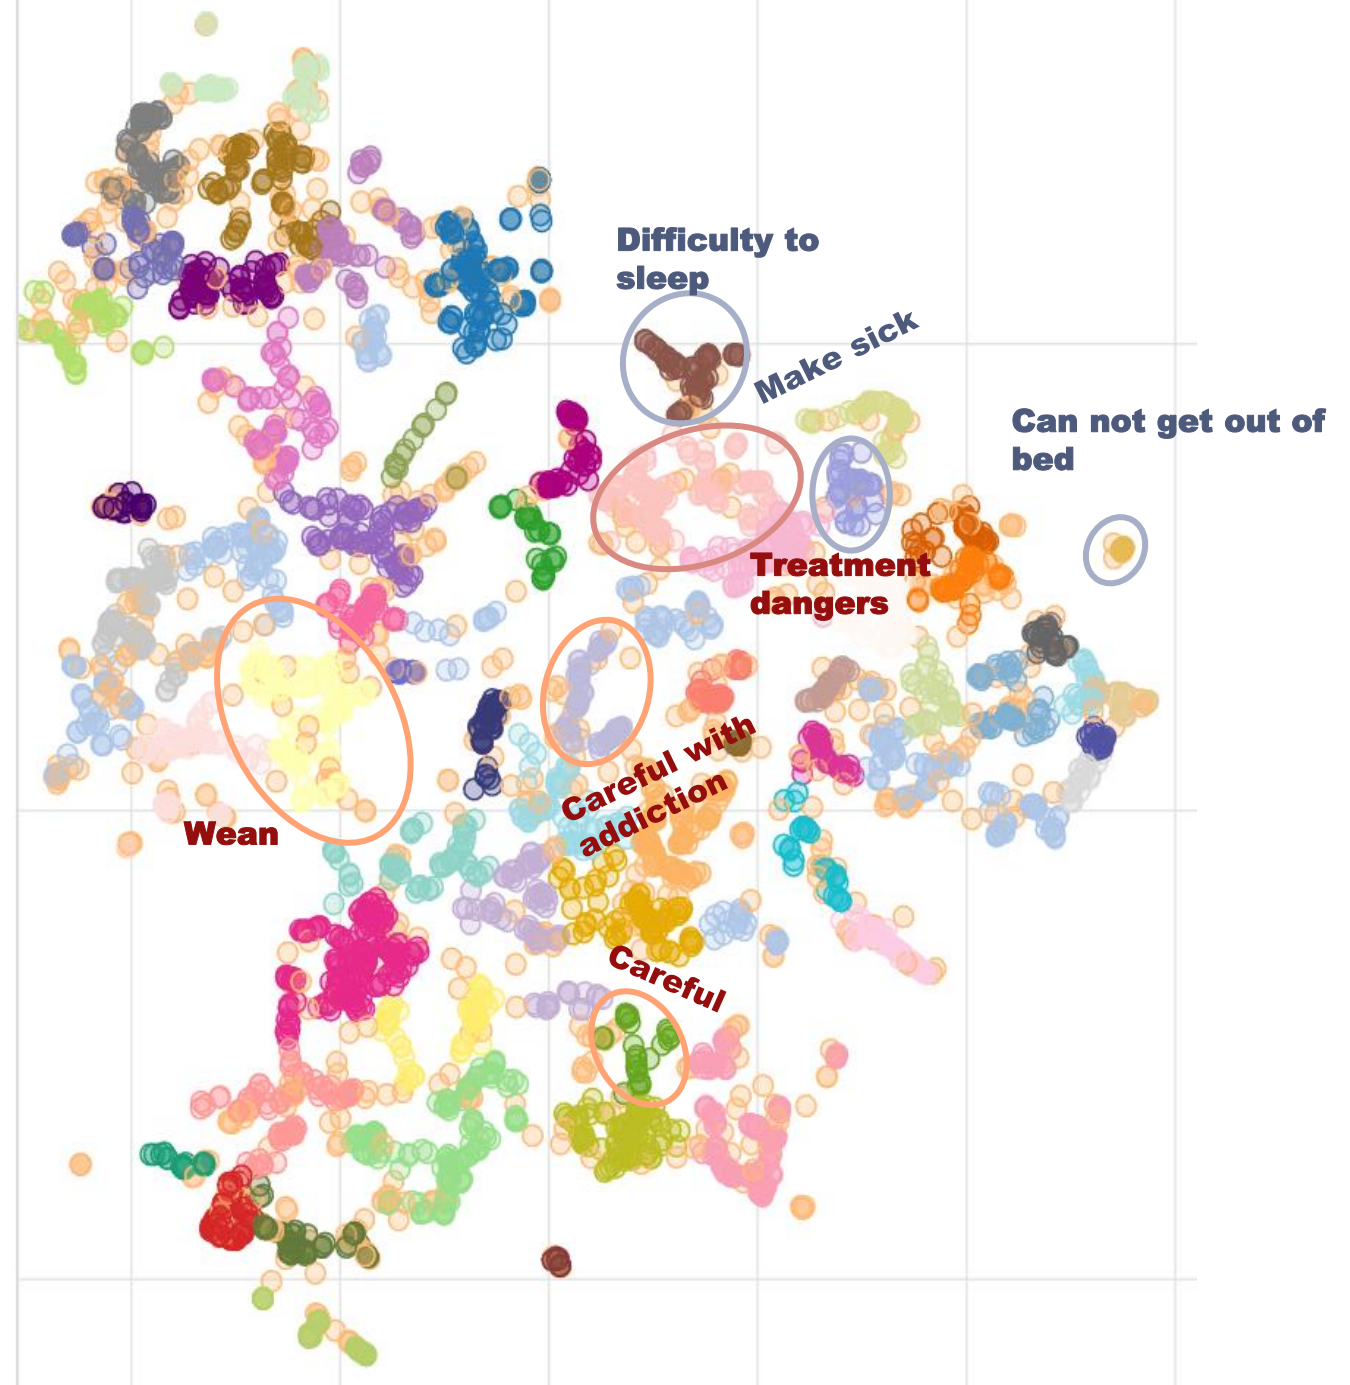 Difficulty to
sleep
Make sick
Can not get out of
bed
Treatment
dangers
Careful with
addiction
Wean
Careful